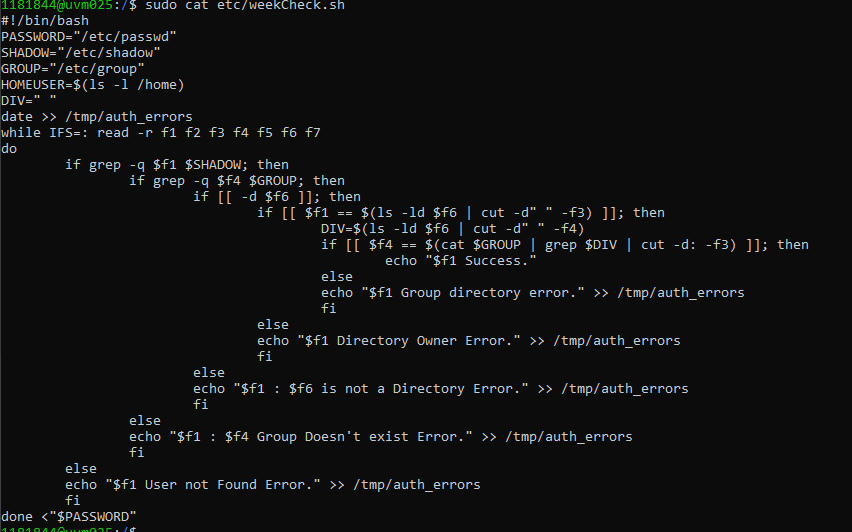 1181844@uvm025:/$ sudo cat etc/weekCheck.sh
#!/bin/bash
PASSWORD="/etc/passwd"
SHADOW="/etc/shadow"
GROUP="/etc/group"
HOMEUSER=$(ls -l /home)
DIV=" "
date >> /tmp/auth_errors
while IFS=: read -r f1 f2 f3 f4 f5 f6 f7
do
        if grep -q $f1 $SHADOW; then
                if grep -q $f4 $GROUP; then
                        if [[ -d $f6 ]]; then
                                if [[ $f1 == $(ls -ld $f6 | cut -d" " -f3) ]]; then
                                        DIV=$(ls -ld $f6 | cut -d" " -f4)
                                        if [[ $f4 == $(cat $GROUP | grep $DIV | cut -d: -f3) ]]; then
                                                echo "$f1 Success."
                                        else
                                        echo "$f1 Group directory error." >> /tmp/auth_errors
                                        fi
                                else
                                echo "$f1 Directory Owner Error." >> /tmp/auth_errors
                                fi
                        else
                        echo "$f1 : $f6 is not a Directory Error." >> /tmp/auth_errors
                        fi
                else
                echo "$f1 : $f4 Group Doesn't exist Error." >> /tmp/auth_errors
                fi
        else
        echo "$f1 User not Found Error." >> /tmp/auth_errors
        fi
done <"$PASSWORD"
1181844@uvm025:/$